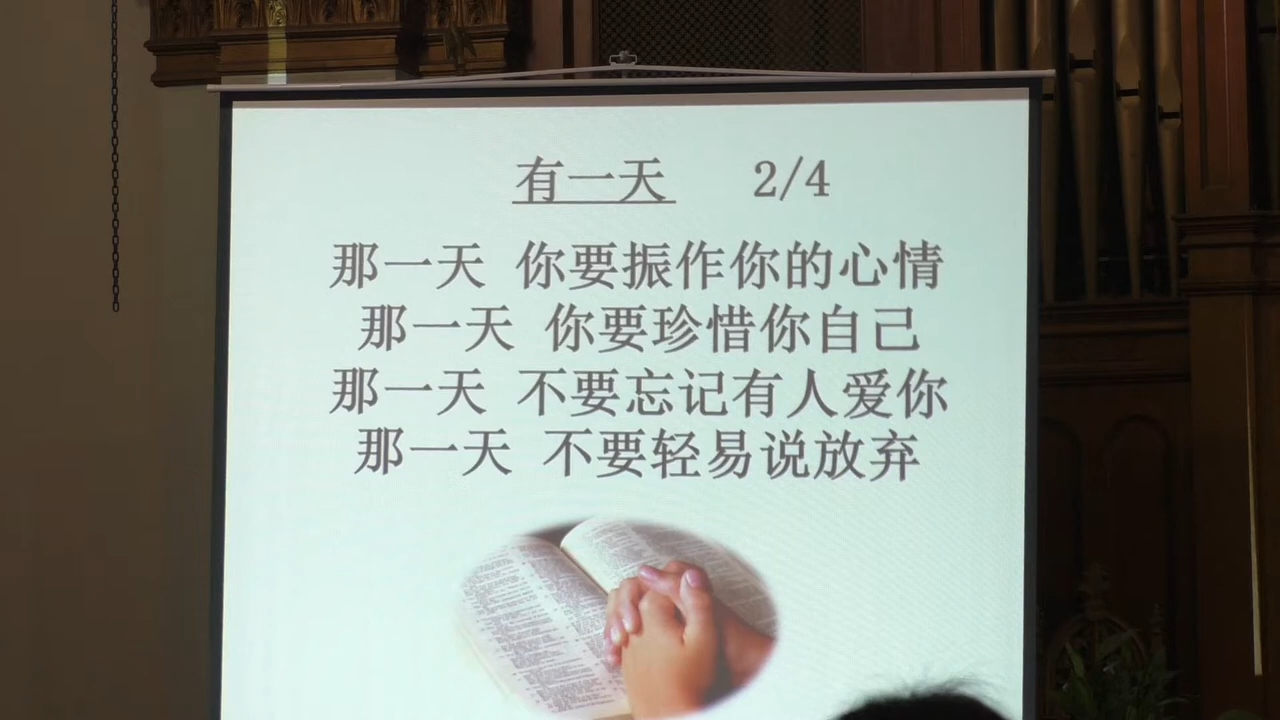 有一天 2/4
那一天 你要振作你的心情
那一天 你要珍惜你自己
那一天 不要忘记有人爱你
那一天 不要轻易说放弃